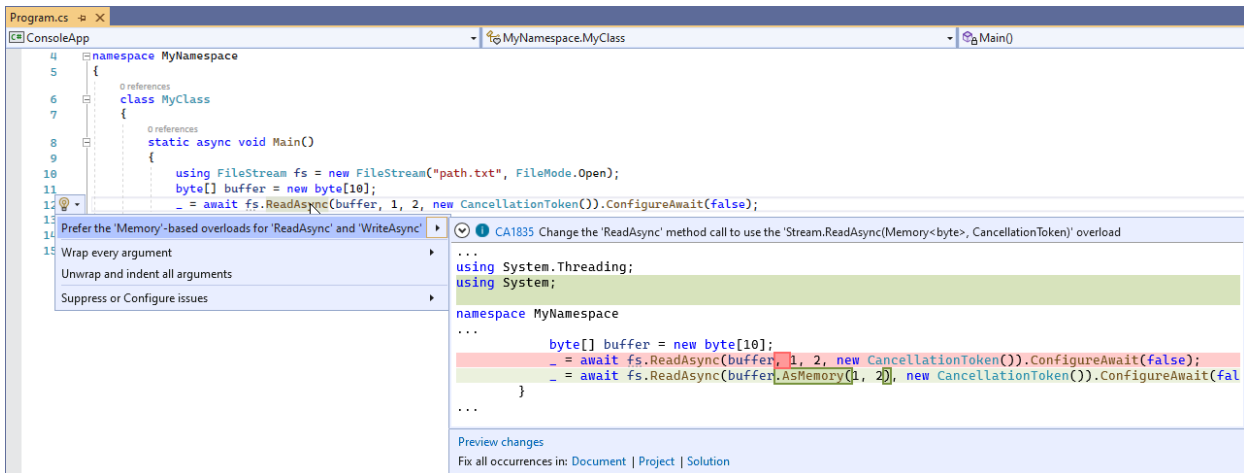 Program.cs
ConsoleApp MyNamespace.MyClass Main()
4 namespace MyNamespace
5 {
0 references
6 class MyClass
7 {
0 references
8 static async void Main()
9 {
10 using FileStream fs = new FileStream("path.txt", FileMode.Open);
11 byte[] buffer = new byte[10];
12 _ = await fs.ReadAsync(buffer, 1, 2, new CancellationToken()).ConfigureAwait(false);
13
14
15
Prefer the 'Memory'-based overloads for 'ReadAsync' and 'WriteAsync'
Wrap every argument
Unwrap and indent all arguments
Suppress or Configure issues
CA1835 Change the 'ReadAsync' method call to use the 'Stream.ReadAsync(Memory<byte>, CancellationToken)' overload
...
using System.Threading;
using System;
namespace MyNamespace
...
byte[] buffer = new byte[10];
_ = await fs.ReadAsync(buffer, 1, 2, new CancellationToken()).ConfigureAwait(false);
_ = await fs.ReadAsync(buffer.AsMemory(1, 2), new CancellationToken()).ConfigureAwait(fal
}
...
Preview changes
Fix all occurrences in: Document | Project | Solution